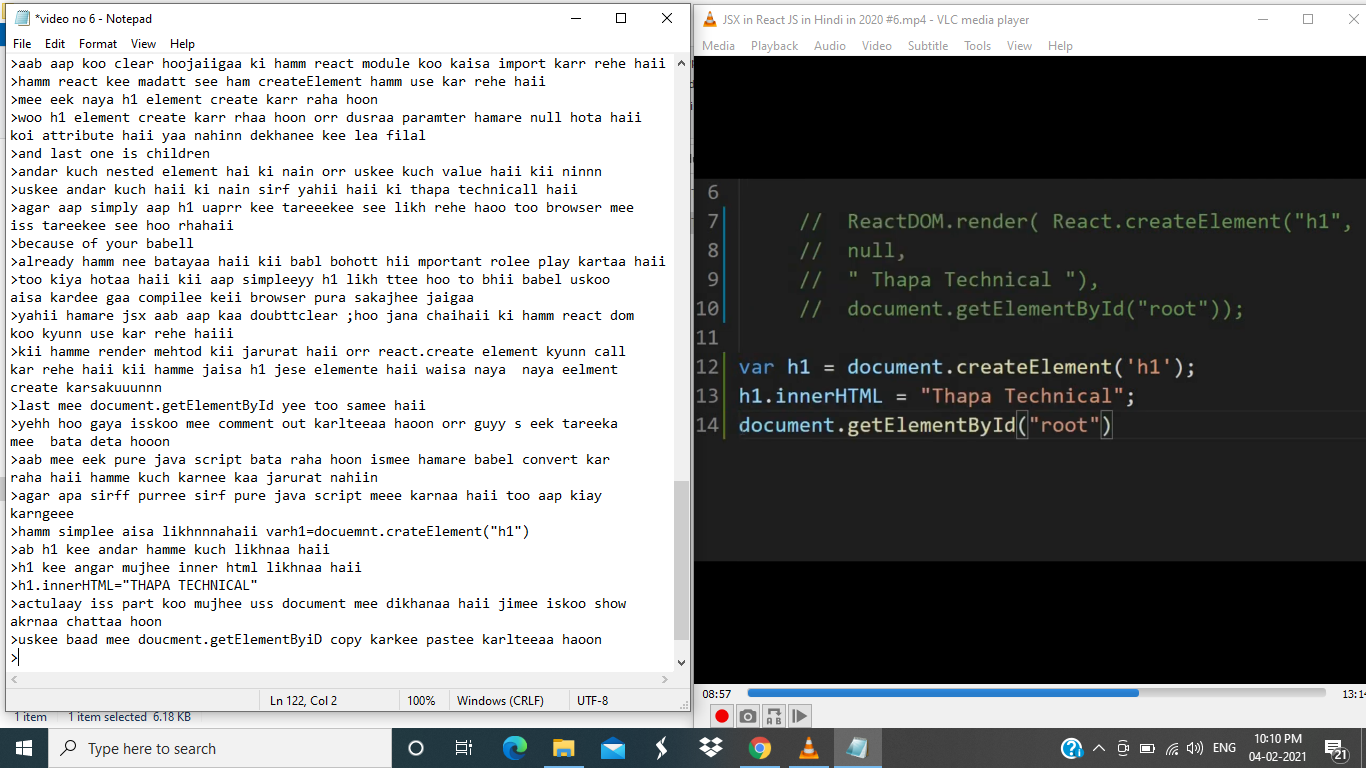 *video no 6 - Notepad
File Edit Format View Help
>aab aap koo clear hoojaiigaa ki hamm react module koo kaisa import karr rehe haii
>hamm react kee madatt see ham createElement hamm use kar rehe haii
>mee eek naya h1 element create karr raha hoon
>woo h1 element create karr rhaa hoon orr dusraa paramter hamare null hota haii
koi attribute haii yaa nahinn dekhanee kee lea filal
>and last one is children
>andar kuch nested element hai ki nain orr uskee kuch value haii kii ninnn
>uskee andar kuch haii ki nain sirf yahii haii ki thapa technicall haii
>agar aap simply aap h1 uaprr kee tareeekee see likh rehe haoo too browser mee
iss tareekee see hoo rhahaii
>because of your babell
>already hamm nee batayaa haii kii babl bohott hii mportant rolee play kartaa haii
>too kiya hotaa haii kii aap simpleeyy h1 likh ttee hoo to bhii babel uskoo
aisa kardee gaa compilee keii browser pura sakajhee jaigaa
>yahii hamare jsx aab aap kaa doubttclear ;hoo jana chaihaii ki hamm react dom
koo kyunn use kar rehe haiii
>kii hamme render mehtod kii jarurat haii orr react.create element kyunn call
kar rehe haii kii hamme jaisa h1 jese elemente haii waisa naya  naya eelment
create karsakuuunnn
>last mee document.getElementById yee too samee haii
>yehh hoo gaya isskoo mee comment out karlteeaa haoon orr guyy s eek tareeka
mee  bata deta hooon
>aab mee eek pure java script bata raha hoon ismee hamare babel convert kar
raha haii hamme kuch karnee kaa jarurat nahiin
>agar apa sirff purree sirf pure java script meee karnaa haii too aap kiay
karngeee
>hamm simplee aisa likhnnnahaii varh1=docuemnt.crateElement("h1")
>ab h1 kee andar hamme kuch likhnaa haii
>h1 kee angar mujhee inner html likhnaa haii
>h1.innerHTML="THAPA TECHNICAL"
>actulaay iss part koo mujhee uss document mee dikhanaa haii jimee iskoo show
akrnaa chattaa hoon
>uskee baad mee doucment.getElementByiD copy karkee pastee karlteeaa haoon
>
Ln 122, Col 2 100% Windows (CRLF) UTF-8
1 item 1 item selected 6.18 KB
JSX in React JS in Hindi in 2020 #6.mp4 - VLC media player
Media Playback Audio Video Subtitle Tools View Help
6
7 // ReactDOM.render( React.createElement("h1",
8 // null,
9 // " Thapa Technical "),
10 // document.getElementById("root"));
11
12 var h1 = document.createElement('h1');
13 h1.innerHTML = "Thapa Technical";
14 document.getElementById("root")
08:57 13:14
A B
Type here to search
ENG
10:10 PM
04-02-2021
21